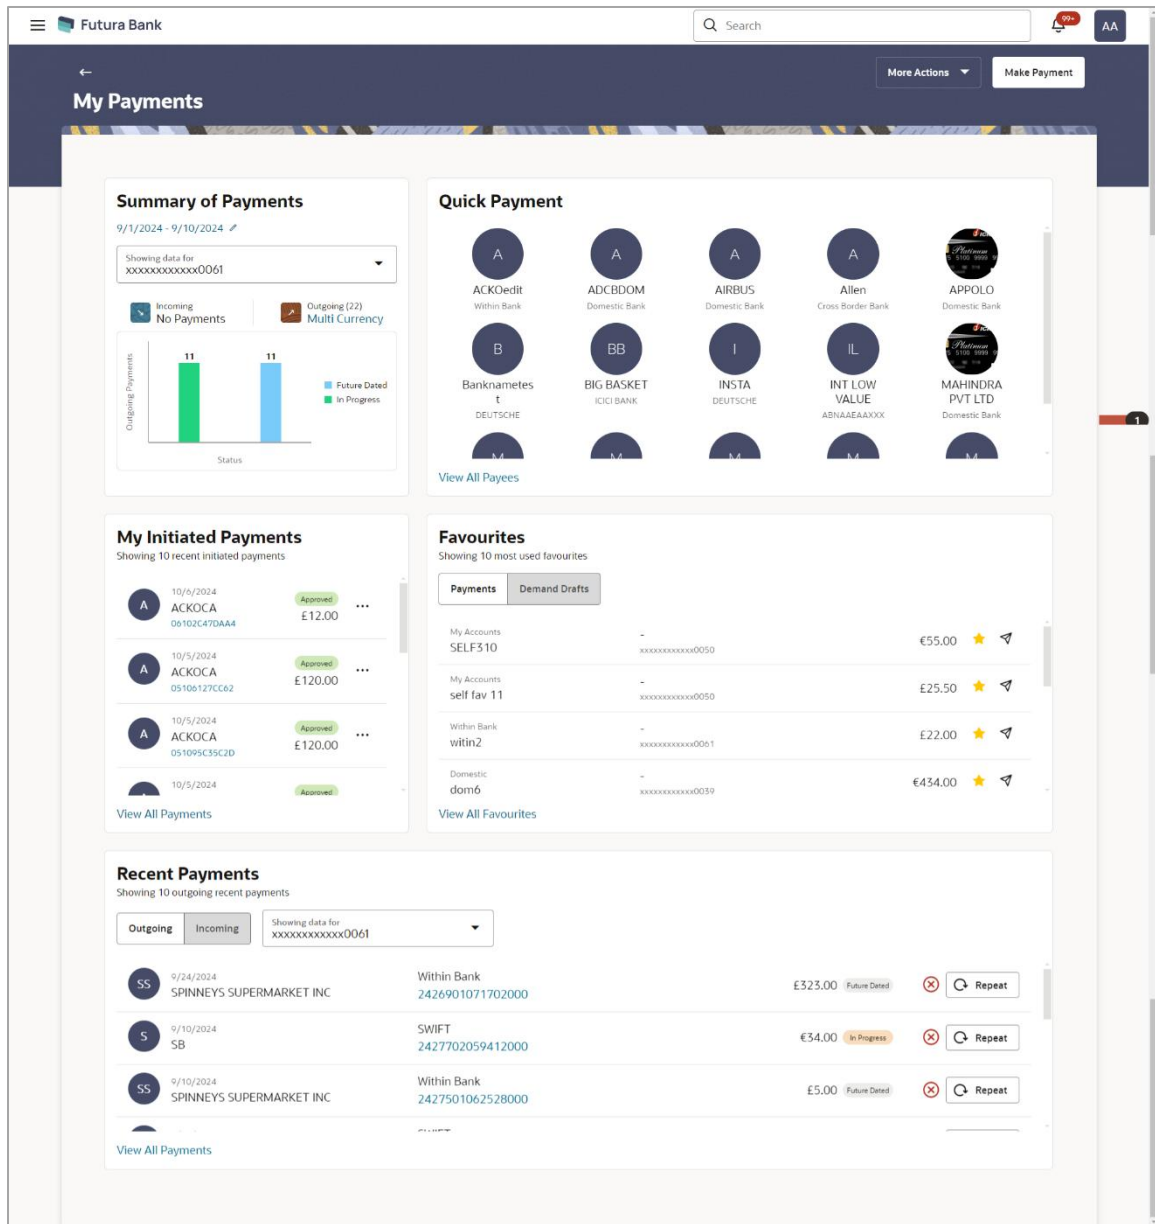 Futura Bank
Search
99+
AA
←
More Actions
Make Payment
My Payments
Summary of Payments
9/1/2024 - 9/10/2024
Showing data for
xxxxxxxxxxxx0061
Incoming
No Payments
Outgoing (22)
Multi Currency
Outgoing Payments
11
11
Future Dated
In Progress
Status
Quick Payment
A
A
A
A
Platinum
ACKOedit
ADCBDOM
AIRBUS
Allen
APPOLO
Within Bank
Domestic Bank
Domestic Bank
Cross Border Bank
Domestic Bank
B
BB
I
IL
Platinum
Banknametes
t
BIG BASKET
INSTA
INT LOW
VALUE
MAHINDRA
PVT LTD
DEUTSCHE
ICICI BANK
DEUTSCHE
ABNAAEAAXXX
Domestic Bank
M
M
M
M
M
View All Payees
1
My Initiated Payments
Showing 10 recent initiated payments
A
10/6/2024
ACKOCA
06102C47DAA4
Approved
£12.00
...
A
10/5/2024
ACKOCA
05106127CC62
Approved
£120.00
...
A
10/5/2024
ACKOCA
051095C35C2D
Approved
£120.00
...
10/5/2024
Approved
View All Payments
Favourites
Showing 10 most used favourites
Payments
Demand Drafts
My Accounts
SELF310
-
xxxxxxxxxxxx0050
€55.00
My Accounts
self fav 11
-
xxxxxxxxxxxx0050
£25.50
Within Bank
witin2
-
xxxxxxxxxxxx0061
£22.00
Domestic
dom6
-
xxxxxxxxxxxx0039
€434.00
View All Favourites
Recent Payments
Showing 10 outgoing recent payments
Outgoing
Incoming
Showing data for
xxxxxxxxxxxx0061
SS
9/24/2024
SPINNEYS SUPERMARKET INC
Within Bank
2426901071702000
£323.00
Future Dated
Repeat
S
9/10/2024
SB
SWIFT
2427702059412000
€34.00
In Progress
Repeat
SS
9/10/2024
SPINNEYS SUPERMARKET INC
Within Bank
2427501062528000
£5.00
Future Dated
Repeat
SWIFT
View All Payments